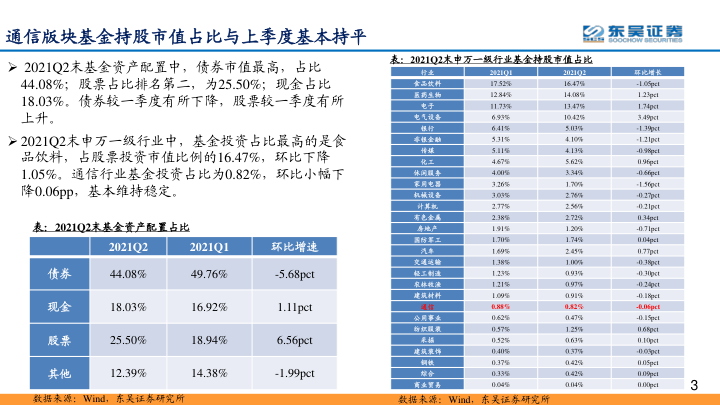 通信版块基金持股市值占比与上季度基本持平
东吴证券
SOOCHOW SECURITIES
➢ 2021Q2末基金资产配置中，债券市值最高，占比
44.08%；股票占比排名第二，为25.50%；现金占比
18.03%。债券较一季度有所下降，股票较一季度有所
上升。
➢2021Q2末申万一级行业中，基金投资占比最高的是食
品饮料，占股票投资市值比例的16.47%，环比下降
1.05%。通信行业基金投资占比为0.82%，环比小幅下
降0.06pp，基本维持稳定。
表：2021Q2末基金资产配置占比
2021Q2 2021Q1 环比增速
债券 44.08% 49.76% -5.68pct
现金 18.03% 16.92% 1.11pct
股票 25.50% 18.94% 6.56pct
其他 12.39% 14.38% -1.99pct
数据来源：Wind，东吴证券研究所
表：2021Q2末申万一级行业基金持股市值占比
行业 2021Q1 2021Q2 环比增长
食品饮料 17.52% 16.47% -1.05pct
医药生物 12.84% 14.08% 1.23pct
电子 11.73% 13.47% 1.74pct
电气设备 6.93% 10.42% 3.49pct
银行 6.41% 5.03% -1.39pct
非银金融 5.31% 4.10% -1.21pct
传媒 5.11% 4.13% -0.98pct
化工 4.67% 5.62% 0.96pct
休闲服务 4.00% 3.34% -0.66pct
家用电器 3.26% 1.70% -1.56pct
机械设备 3.03% 2.76% -0.27pct
计算机 2.77% 2.56% -0.21pct
有色金属 2.38% 2.72% 0.34pct
房地产 1.91% 1.20% -0.71pct
国防军工 1.70% 1.74% 0.04pct
汽车 1.69% 2.45% 0.77pct
交通运输 1.38% 1.00% -0.38pct
轻工制造 1.23% 0.93% -0.30pct
农林牧渔 1.21% 0.97% -0.24pct
建筑材料 1.09% 0.91% -0.18pct
通信 0.88% 0.82% -0.06pct
公用事业 0.62% 0.47% -0.15pct
纺织服装 0.57% 1.25% 0.68pct
采掘 0.52% 0.63% 0.10pct
建筑装饰 0.40% 0.37% -0.03pct
钢铁 0.37% 0.42% 0.05pct
综合 0.33% 0.42% 0.09pct
商业贸易 0.04% 0.04% 0.00pct
数据来源：Wind，东吴证券研究所
3